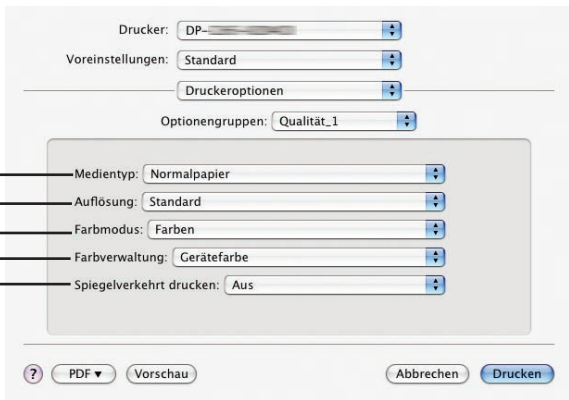 Drucker: DP-
Voreinstellungen: Standard
Druckeroptionen
Optionengruppen: Qualität_1
Medientyp: Normalpapier
Auflösung: Standard
Farbmodus: Farben
Farbverwaltung: Gerätefarbe
Spiegelverkehrt drucken: Aus
? PDF ▼ Vorschau Abbrechen Drucken